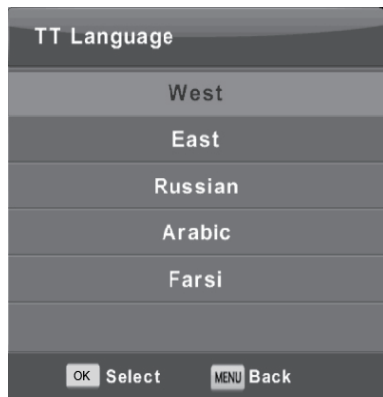 TT Language
West
East
Russian
Arabic
Farsi
OK Select MENU Back